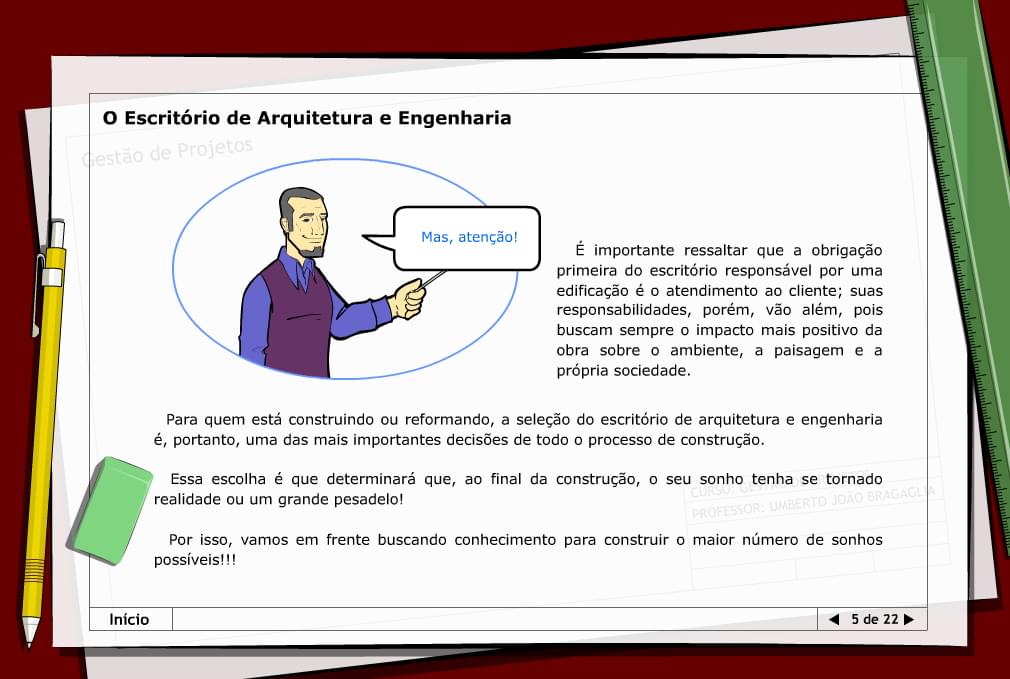 O Escritório de Arquitetura e Engenharia
Gestão de Projetos
Mas, atenção!
É importante ressaltar que a obrigação
primeira do escritório responsável por uma
edificação é o atendimento ao cliente; suas
responsabilidades, porém, vão além, pois
buscam sempre o impacto mais positivo da
obra sobre o ambiente, a paisagem e a
própria sociedade.
Para quem está construindo ou reformando, a seleção do escritório de arquitetura e engenharia
é, portanto, uma das mais importantes decisões de todo o processo de construção.
Essa escolha é que determinará que, ao final da construção, o seu sonho tenha se tornado
realidade ou um grande pesadelo!
CURSO: GESTÃO DE PROJETOS
PROFESSOR: UMBERTO JOÃO BRAGAGLIA
Por isso, vamos em frente buscando conhecimento para construir o maior número de sonhos
possíveis!!!
Início
5 de 22